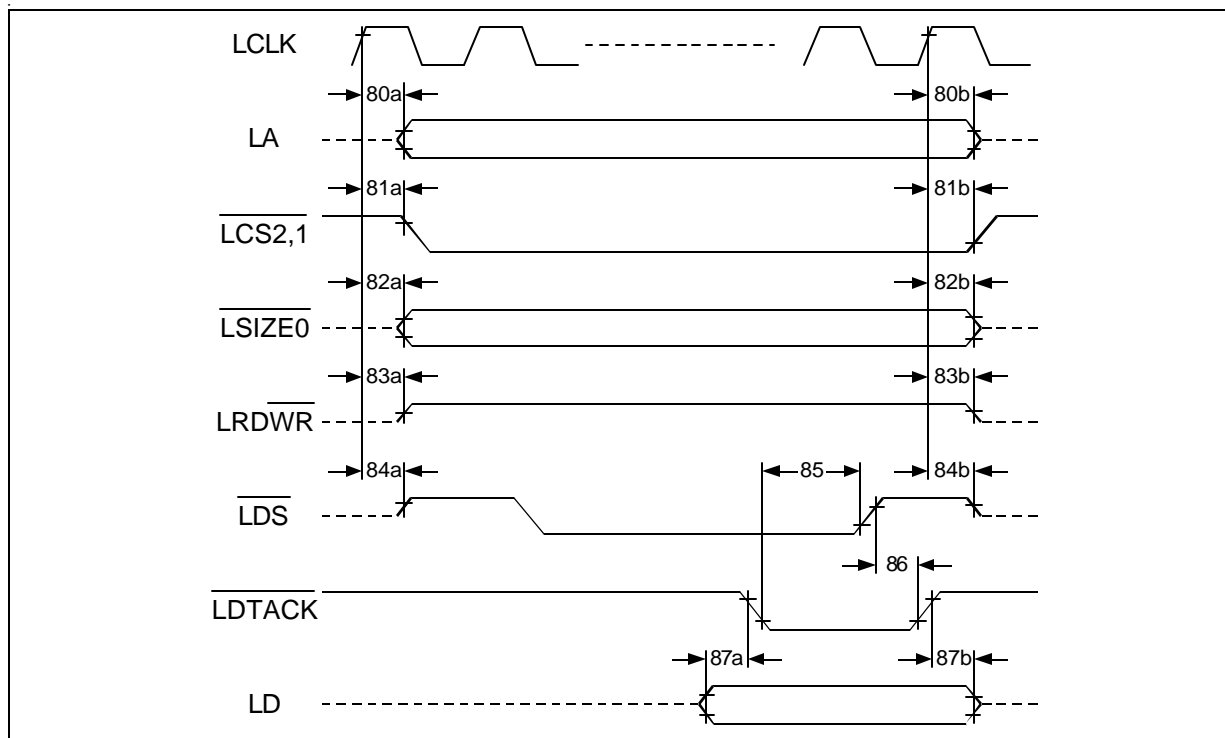 LCLK
80a 80b
LA
81a 81b
LCS2,1
82a 82b
LSIZE0
83a 83b
LRDWR
84a 85 84b
LDS
86
LDTACK
87a 87b
LD